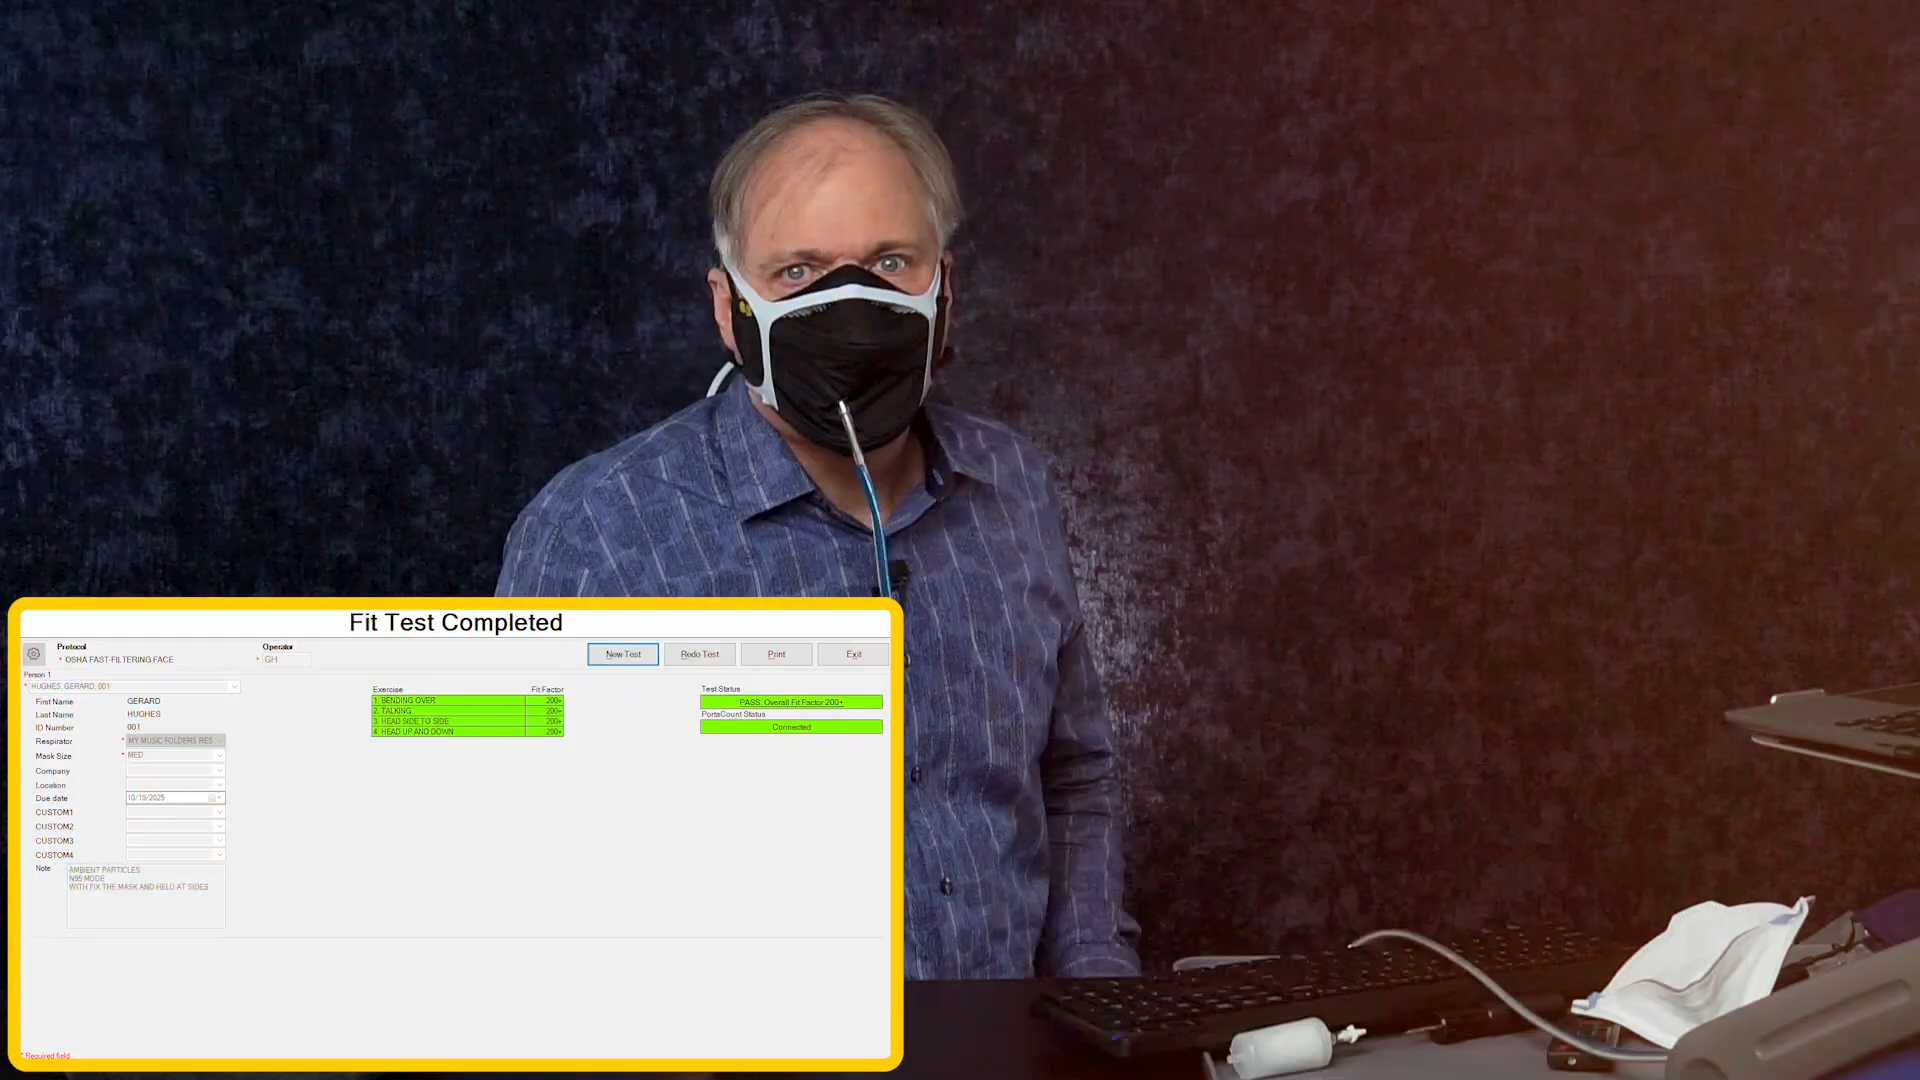 Fit Test Completed
Protocol
* OSHA FAST-FILTERING FACE
Operator
* GH
New Test
Redo Test
Print
Exit
Person 1
* HUGHES, GERARD, 001
First Name GERARD
Last Name HUGHES
ID Number 001
Respirator * MY MUSIC FOLDERS RES
Mask Size * MED
Company
Location
Due date 10/19/2025
CUSTOM1
CUSTOM2
CUSTOM3
CUSTOM4
Note
AMBIENT PARTICLES
N95 MODE
WITH FIX THE MASK AND HELD AT SIDES
Exercise Fit Factor
1. BENDING OVER 200+
2. TALKING 200+
3. HEAD SIDE TO SIDE 200+
4. HEAD UP AND DOWN 200+
Test Status
PASS: Overall Fit Factor 200+
PortaCount Status
Connected
* Required field